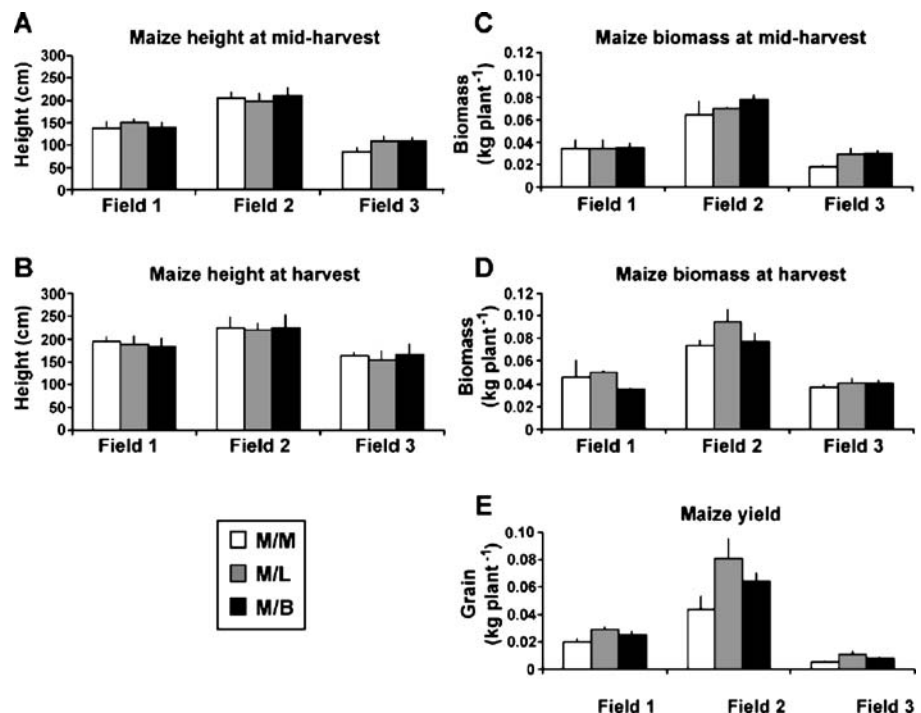 A
Maize height at mid-harvest
Height (cm)
300
250
200
150
100
50
0
Field 1 Field 2 Field 3
C
Maize biomass at mid-harvest
Biomass
(kg plant⁻¹)
0.12
0.10
0.08
0.06
0.04
0.02
0
Field 1 Field 2 Field 3
B
Maize height at harvest
Height (cm)
300
250
200
150
100
50
0
Field 1 Field 2 Field 3
D
Maize biomass at harvest
Biomass
(kg plant⁻¹)
0.12
0.10
0.08
0.06
0.04
0.02
0
Field 1 Field 2 Field 3
M/M
M/L
M/B
E
Maize yield
Grain
(kg plant⁻¹)
0.10
0.08
0.06
0.04
0.02
0
Field 1 Field 2 Field 3